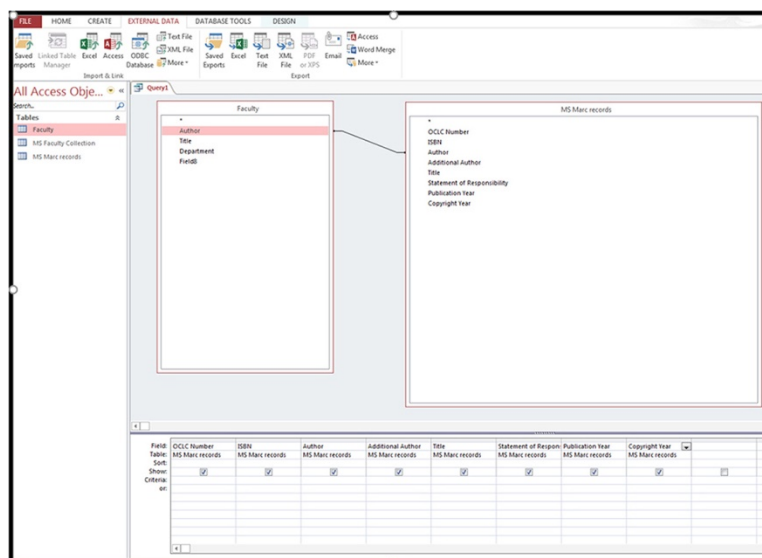 FILE HOME CREATE EXTERNAL DATA DATABASE TOOLS DESIGN
Saved Imports
Linked Table Manager
Excel
Access
ODBC Database
Text File
XML File
More
Import & Link
Saved Exports
Excel
Text File
XML File
PDF or XPS
Email
Access
Word Merge
More
Export
All Access Obje...
Search...
Tables
Faculty
MS Faculty Collection
MS Marc records
Query1
Faculty
*
Author
Title
Department
Field8
MS Marc records
*
OCLC Number
ISBN
Author
Additional Author
Title
Statement of Responsibility
Publication Year
Copyright Year
Field: OCLC Number ISBN Author Additional Author Title Statement of Respon Publication Year Copyright Year
Table: MS Marc records MS Marc records MS Marc records MS Marc records MS Marc records MS Marc records MS Marc records MS Marc records
Sort:
Show:
Criteria:
or: